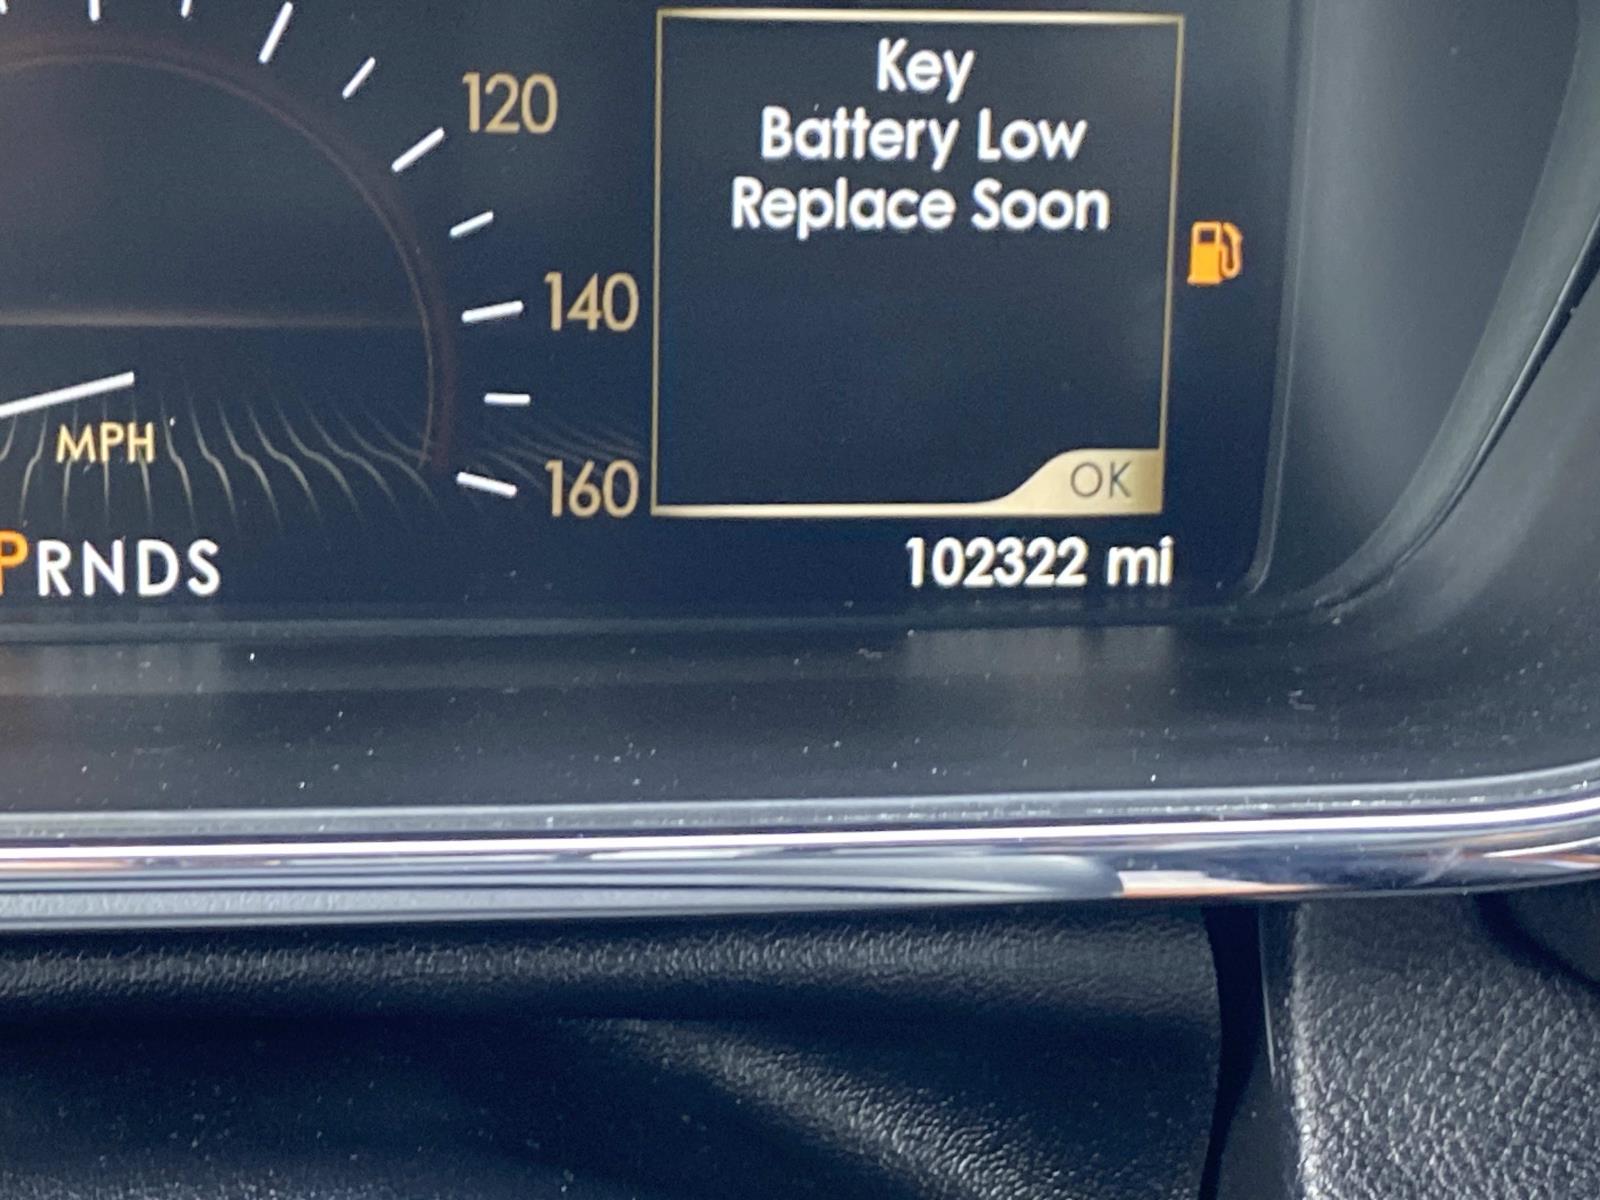 120
140
160
MPH
PRNDS
Key
Battery Low
Replace Soon
OK
102322 mi